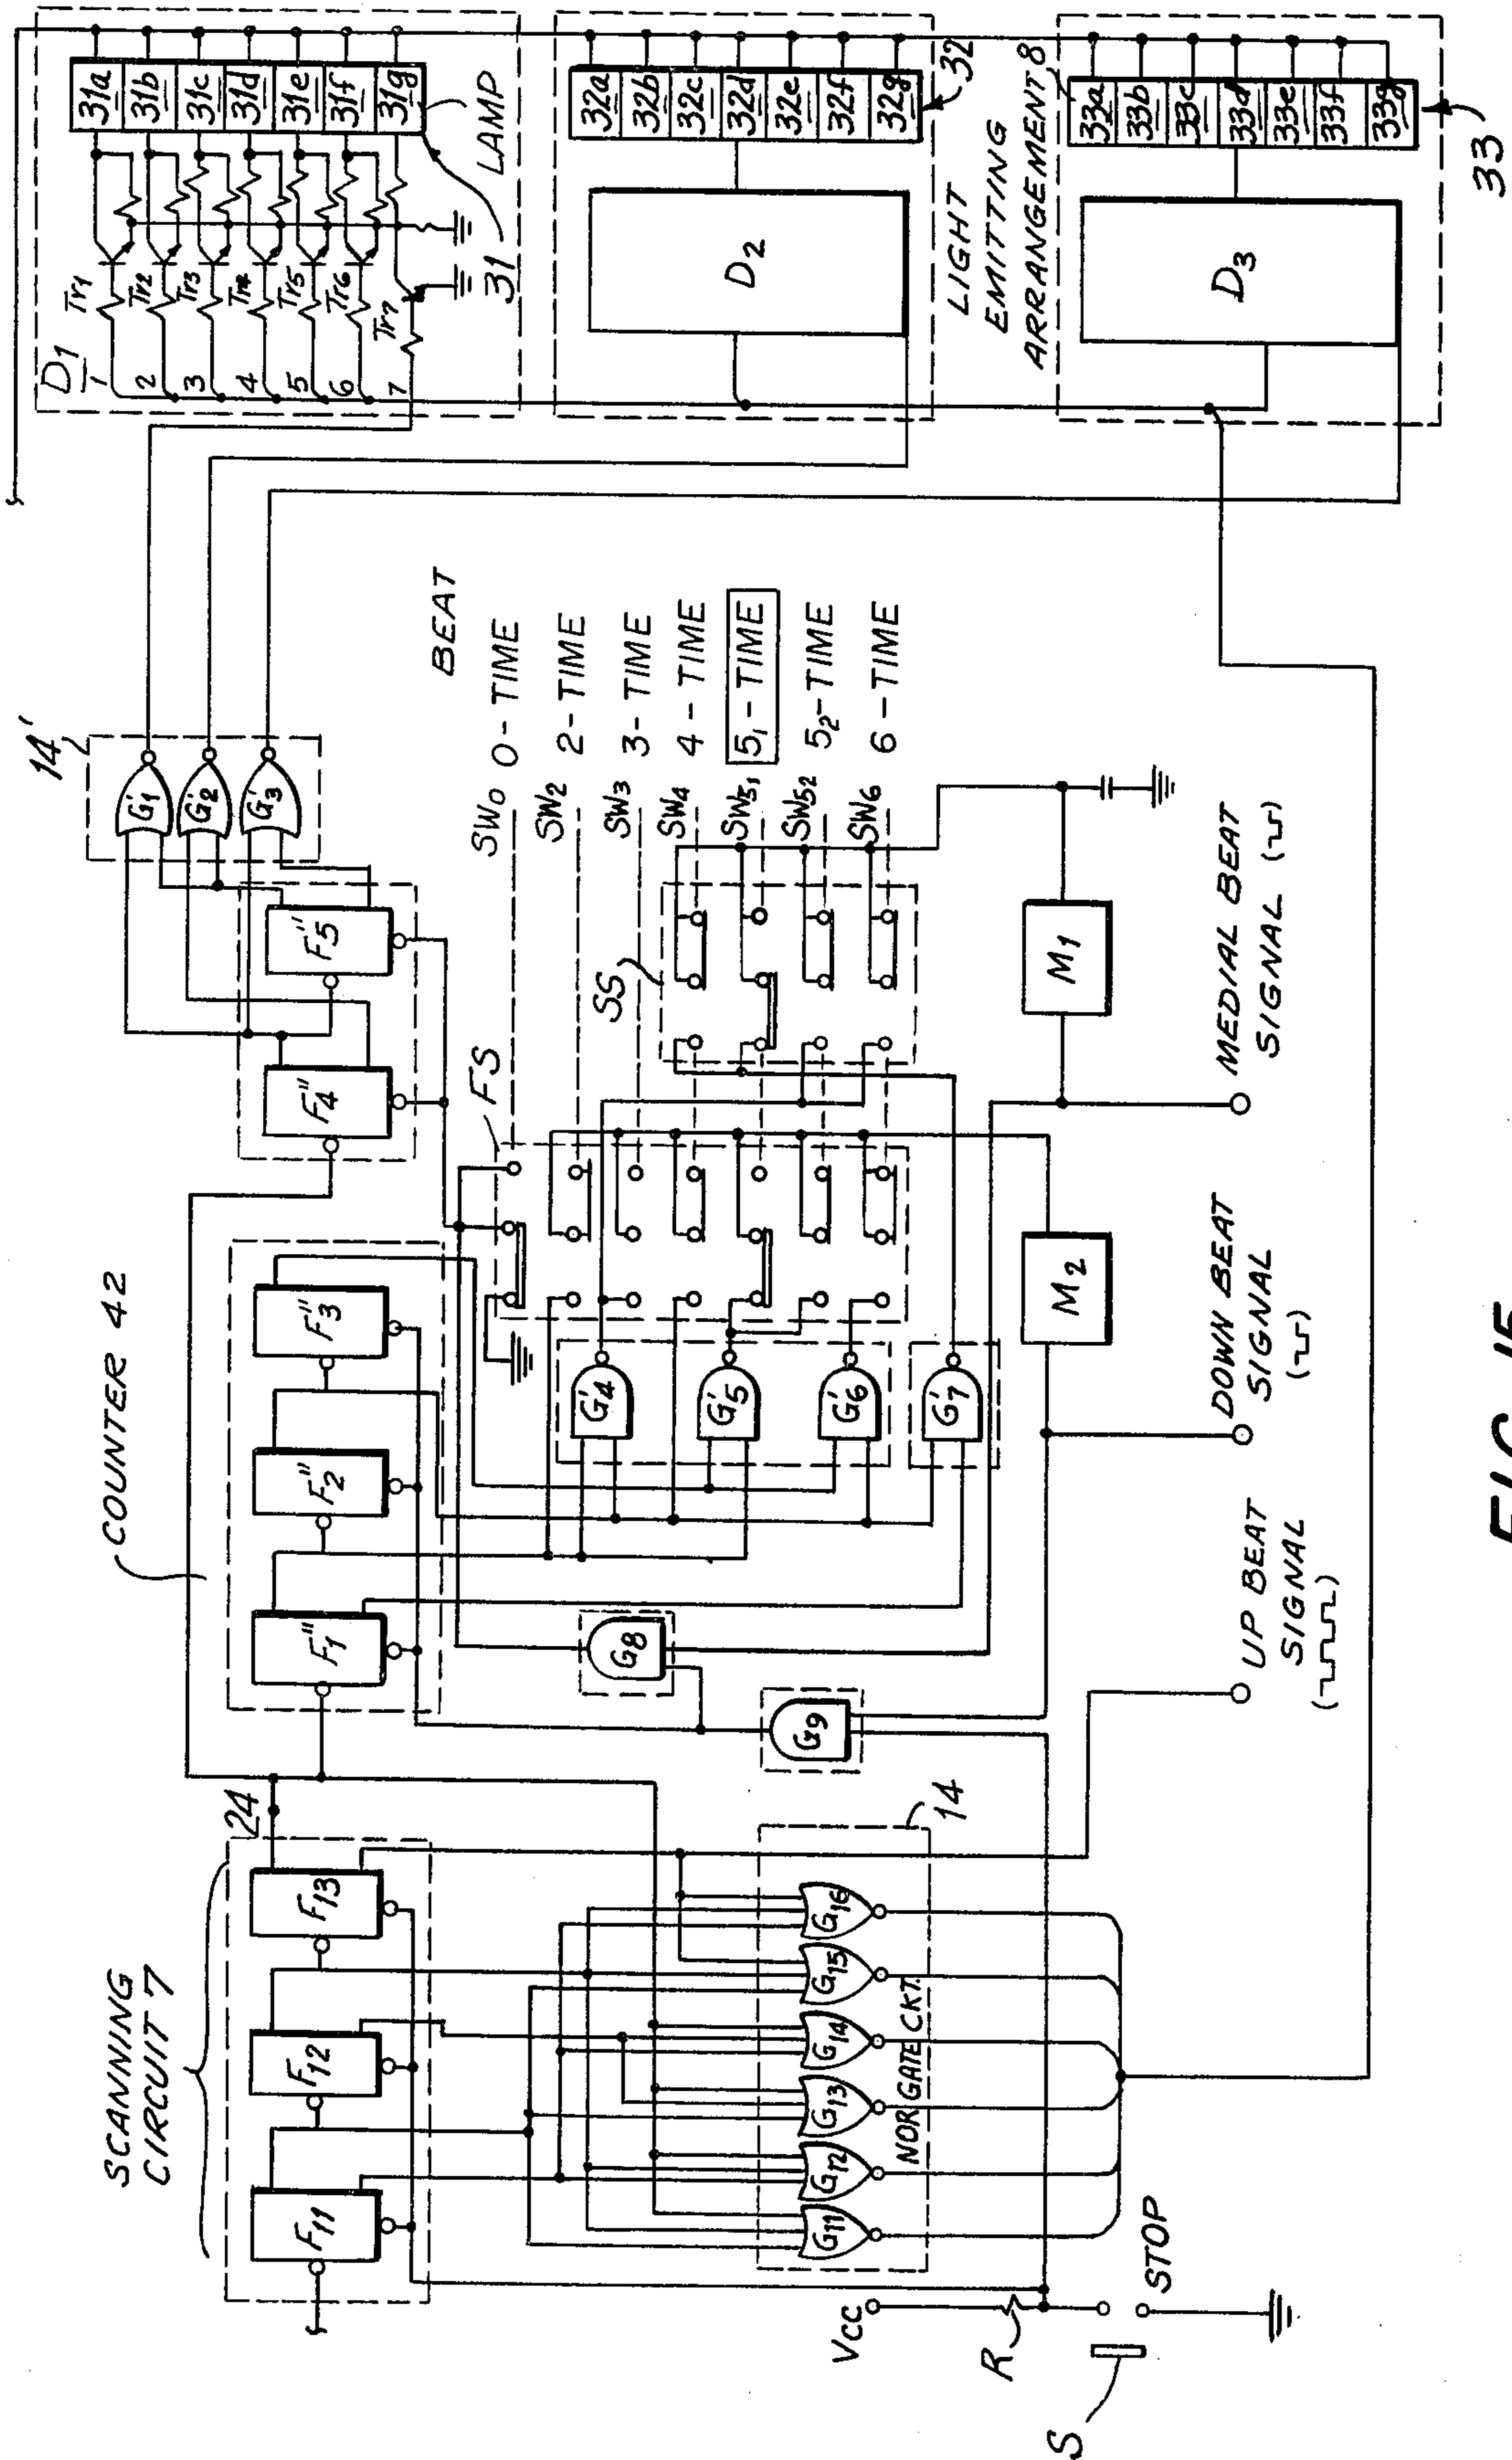 SCANNING
CIRCUIT 7
24
COUNTER 42
14'
F11
F12
F13
F1"
F2"
F3"
F4"
F5"
G'1
G'2
G'3
D1
1
2
3
4
5
6
7
Tr1
Tr2
Tr3
Tr4
Tr5
Tr6
Tr7
31a
31b
31c
31d
31e
31f
31g
LAMP
31
D2
32a
32b
32c
32d
32e
32f
32g
32
LIGHT
EMITTING
ARRANGEMENT 8
D3
33a
33b
33c
33d
33e
33f
33g
33
BEAT
SW0 0-TIME
SW2 2-TIME
SW3 3-TIME
SW4 4-TIME
SW51 51-TIME
SW52 52-TIME
SW6 6-TIME
FS
SS
G'4
G'5
G'6
G'7
G8
G9
14
G11
G12
G13
G14
G15
G16
NOR GATE CKT.
M1
M2
Vcc
R
S
STOP
UP BEAT
SIGNAL
DOWN BEAT
SIGNAL
MEDIAL BEAT
SIGNAL